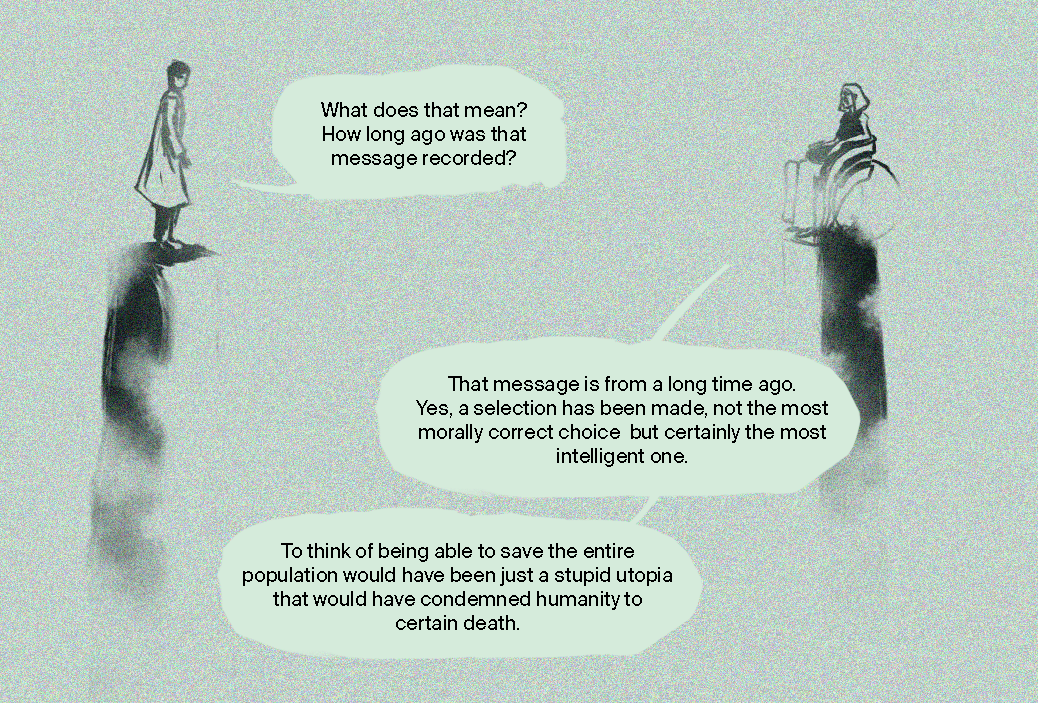 What does that mean?
How long ago was that
message recorded?
That message is from a long time ago.
Yes, a selection has been made, not the most
morally correct choice  but certainly the most
intelligent one.
To think of being able to save the entire
population would have been just a stupid utopia
that would have condemned humanity to
certain death.